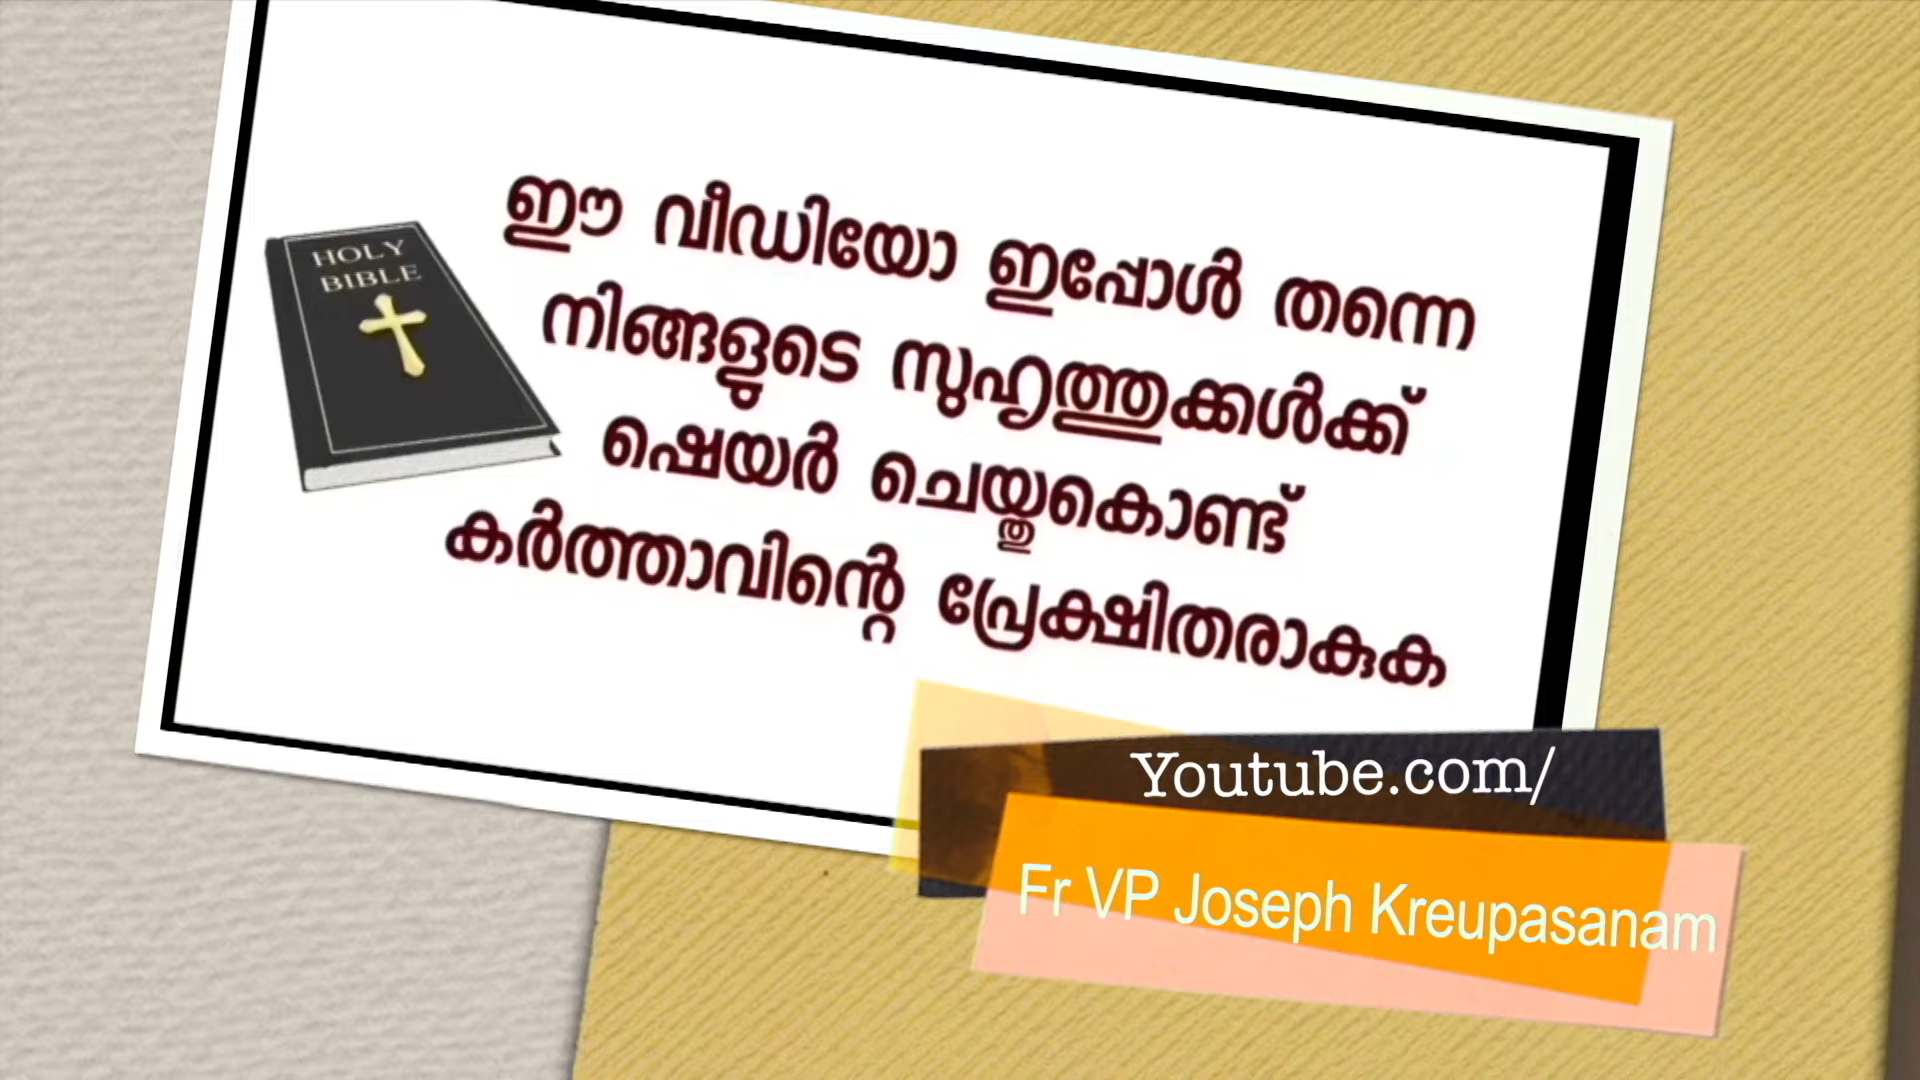 HOLY
BIBLE
ഈ വീഡിയോ ഇപ്പോൾ തന്നെ
നിങ്ങളുടെ സുഹൃത്തുക്കൾക്ക്
ഷെയർ ചെയ്തുകൊണ്ട്
കർത്താവിന്റെ പ്രേക്ഷിതരാകുക
Youtube.com/
Fr VP Joseph Kreupasanam